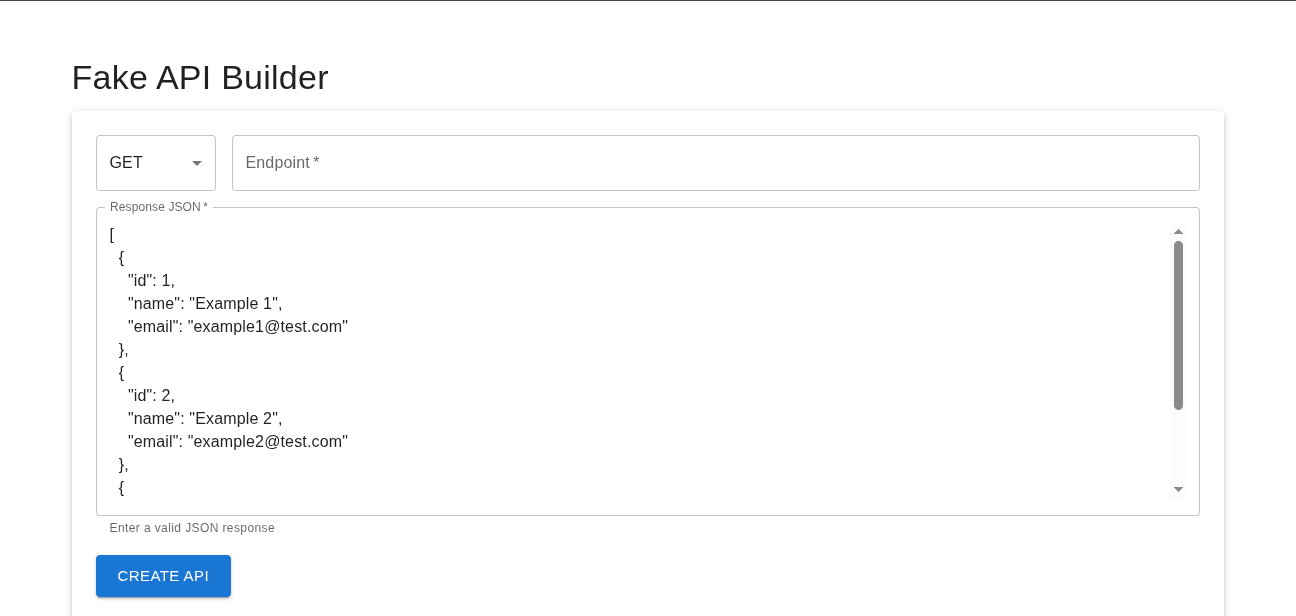 Fake API Builder
GET
Endpoint *
Response JSON *
[
  {
    "id": 1,
    "name": "Example 1",
    "email": "example1@test.com"
  },
  {
    "id": 2,
    "name": "Example 2",
    "email": "example2@test.com"
  },
  {
Enter a valid JSON response
CREATE API